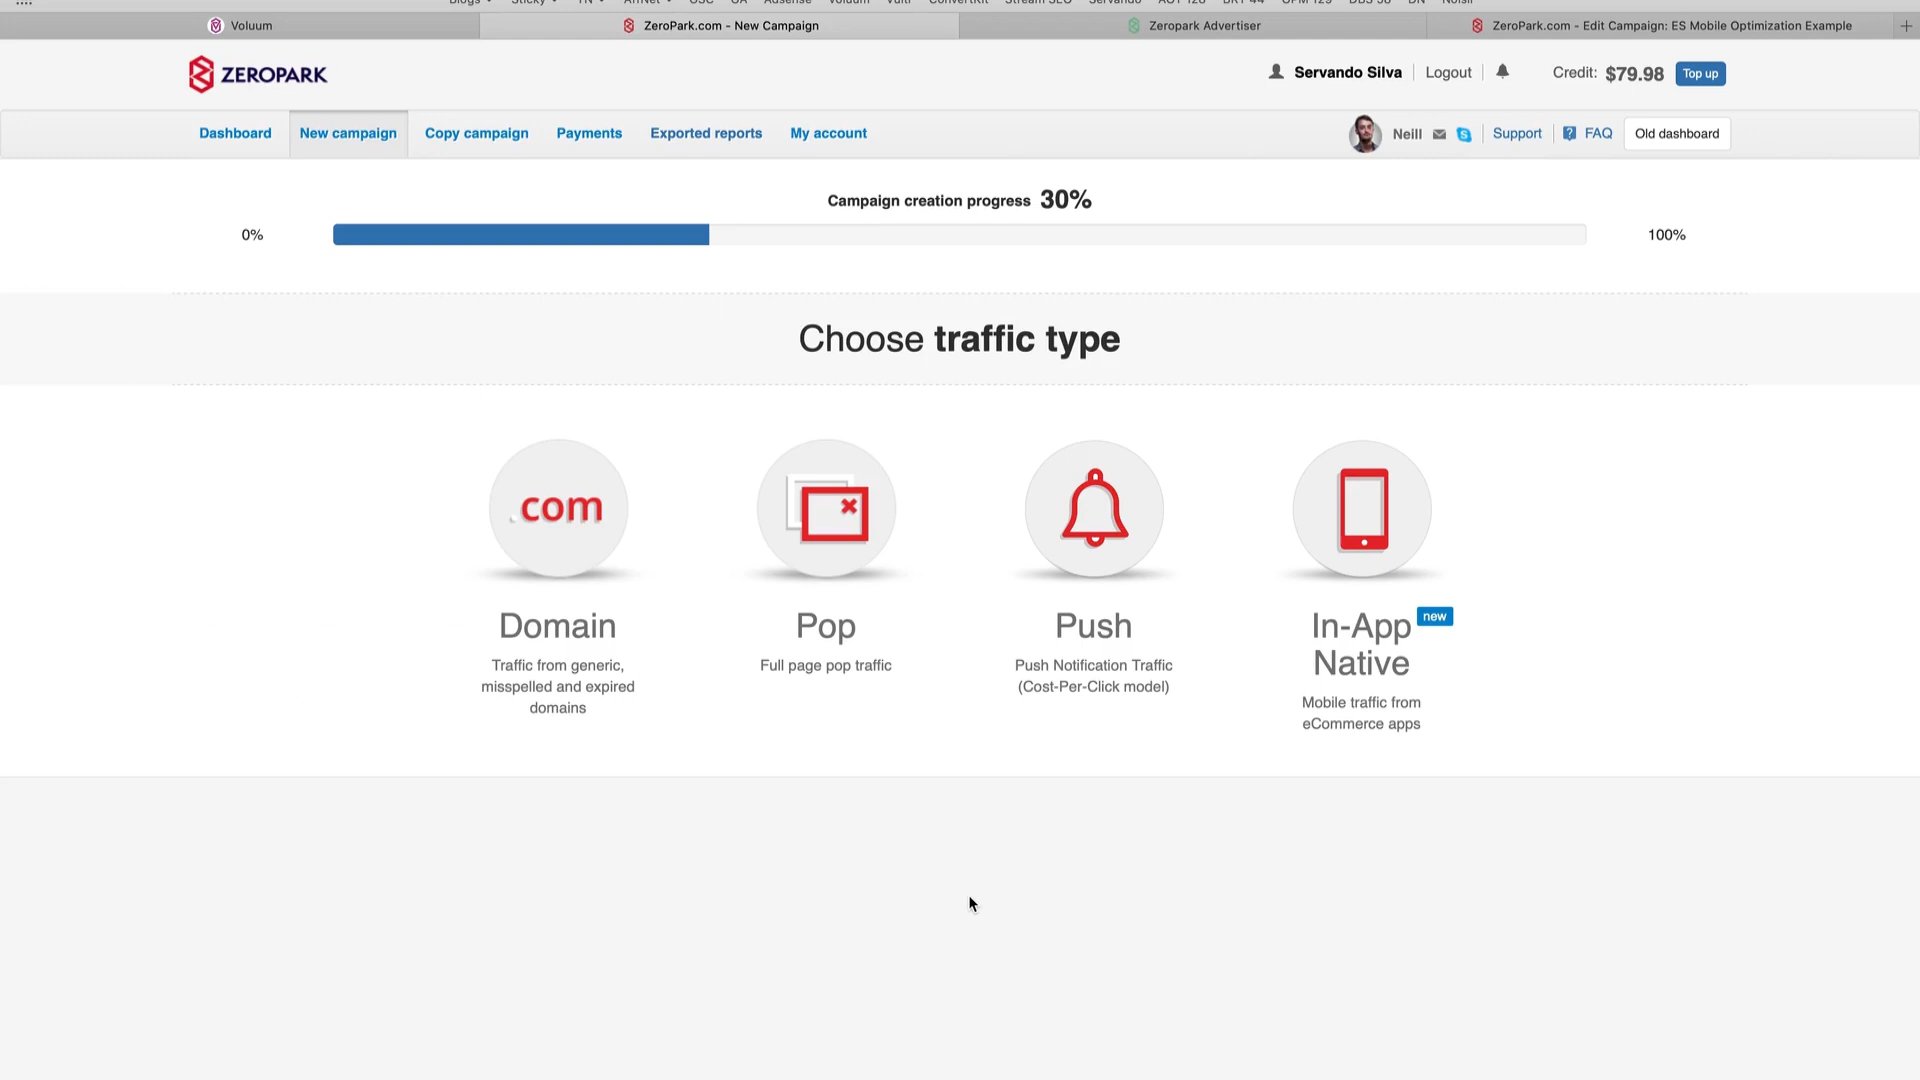 Voluum
ZeroPark.com - New Campaign
Zeropark Advertiser
ZeroPark.com - Edit Campaign: ES Mobile Optimization Example
ZEROPARK
Servando Silva
Logout
Credit: $79.98
Top up
Dashboard
New campaign
Copy campaign
Payments
Exported reports
My account
Neill
Support
FAQ
Old dashboard
Campaign creation progress 30%
0%
100%
Choose traffic type
.com
Domain
Traffic from generic,
misspelled and expired
domains
Pop
Full page pop traffic
Push
Push Notification Traffic
(Cost-Per-Click model)
In-App
new
Native
Mobile traffic from
eCommerce apps